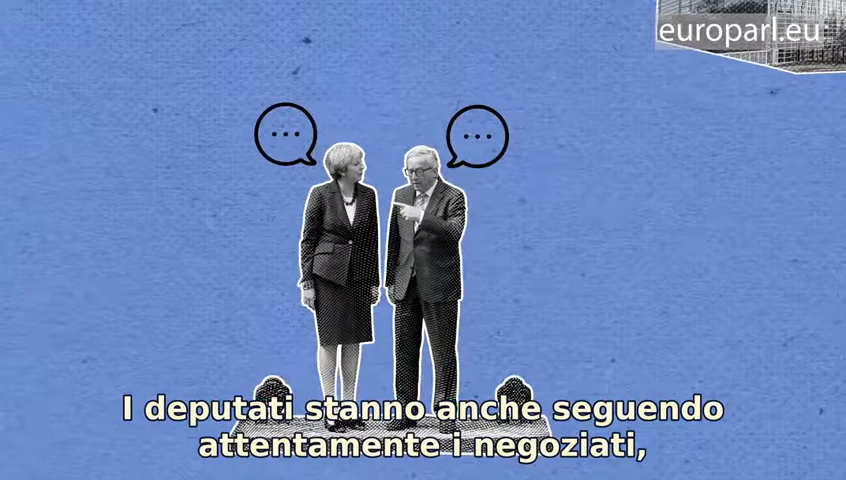 europarl.eu
I deputati stanno anche seguendo
attentamente i negoziati,